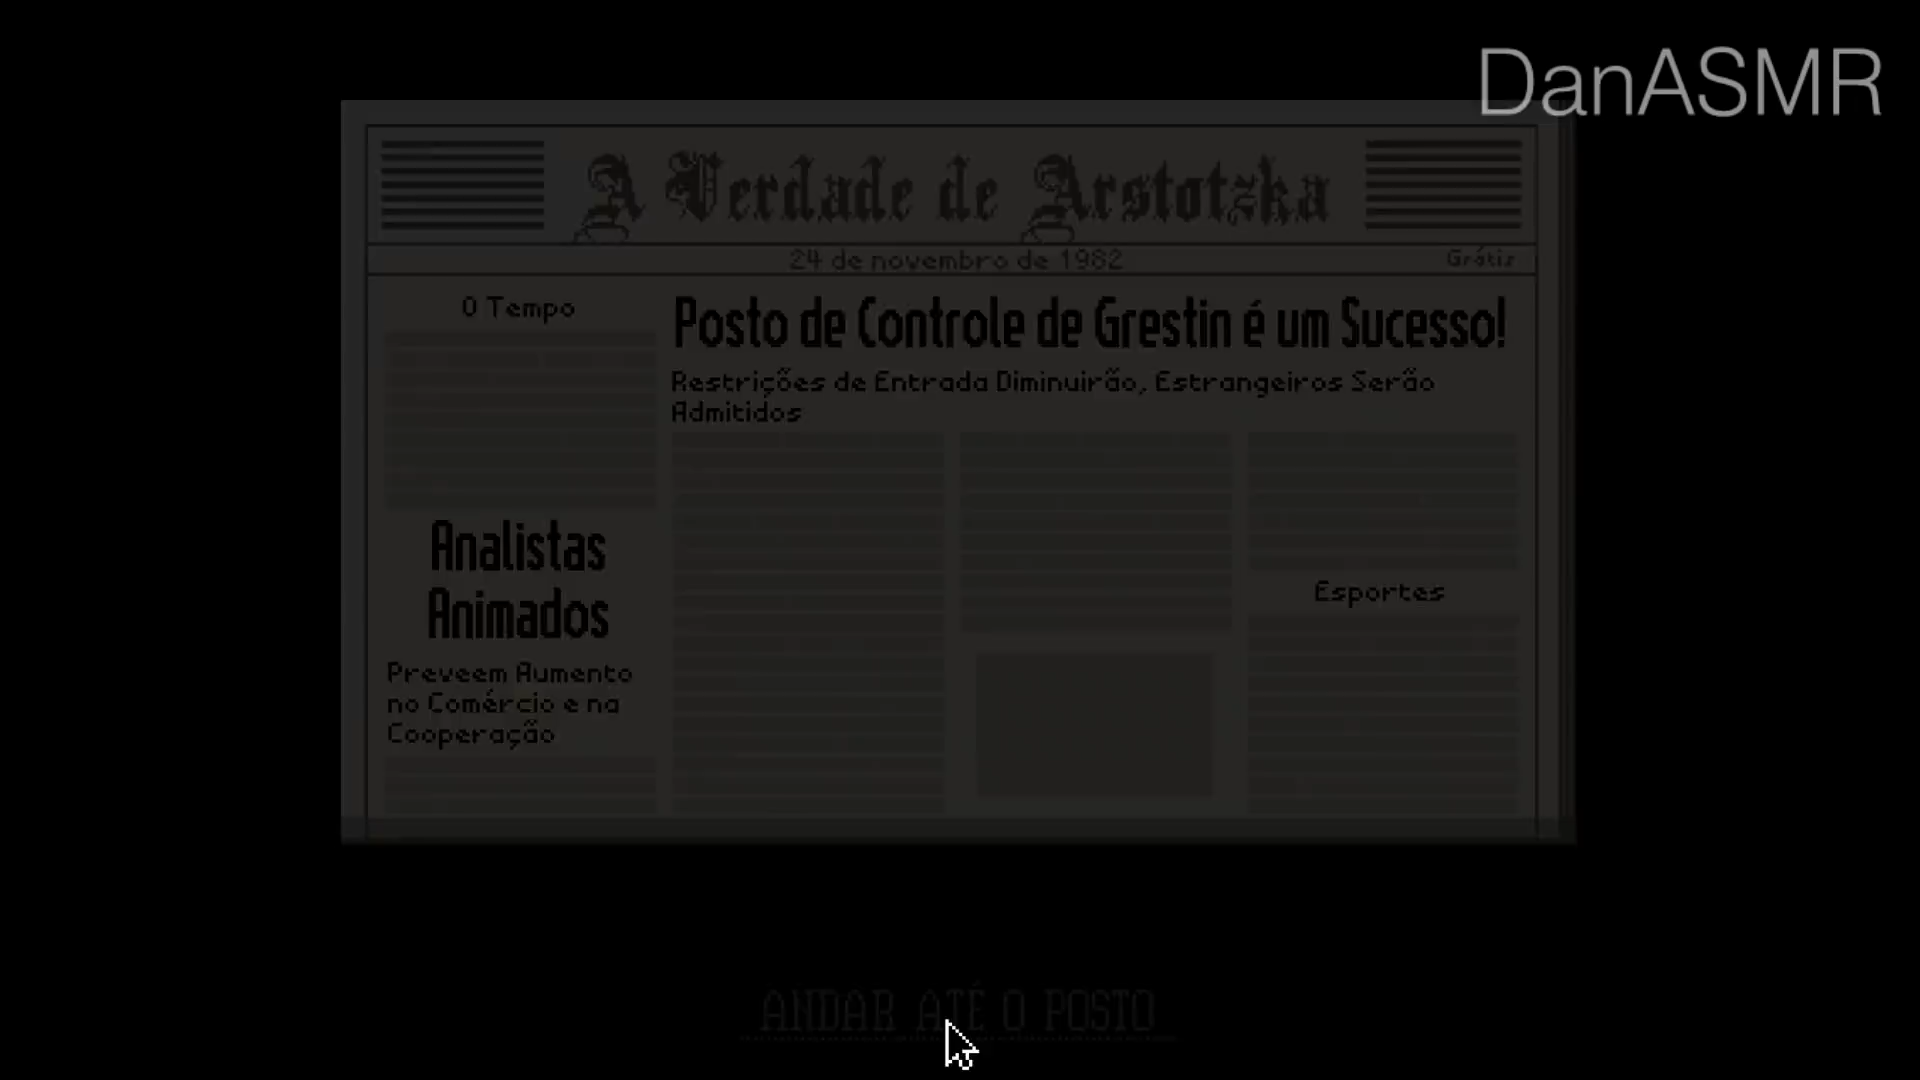 DanASMR
A Verdade de Arstotzka
24 de novembro de 1982
Grátis
O Tempo
Posto de Controle de Grestin é um Sucesso!
Restrições de Entrada Diminuirão, Estrangeiros Serão
Admitidos
Analistas
Animados
Preveem Aumento
no Comércio e na
Cooperação
Esportes
ANDAR ATÉ O POSTO